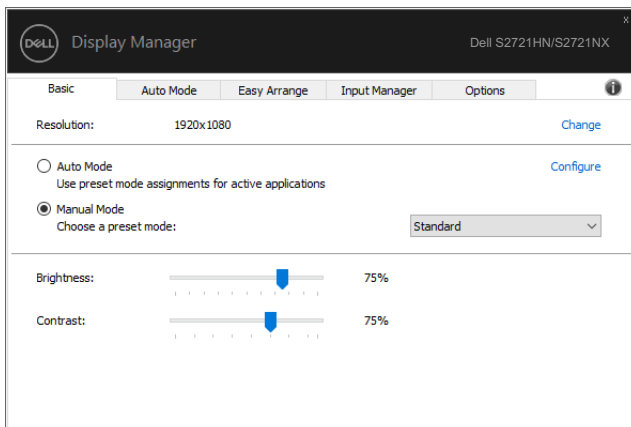 x
DELL Display Manager Dell S2721HN/S2721NX
Basic Auto Mode Easy Arrange Input Manager Options i
Resolution: 1920x1080 Change
Auto Mode Configure
Use preset mode assignments for active applications
Manual Mode
Choose a preset mode: Standard
Brightness: 75%
Contrast: 75%